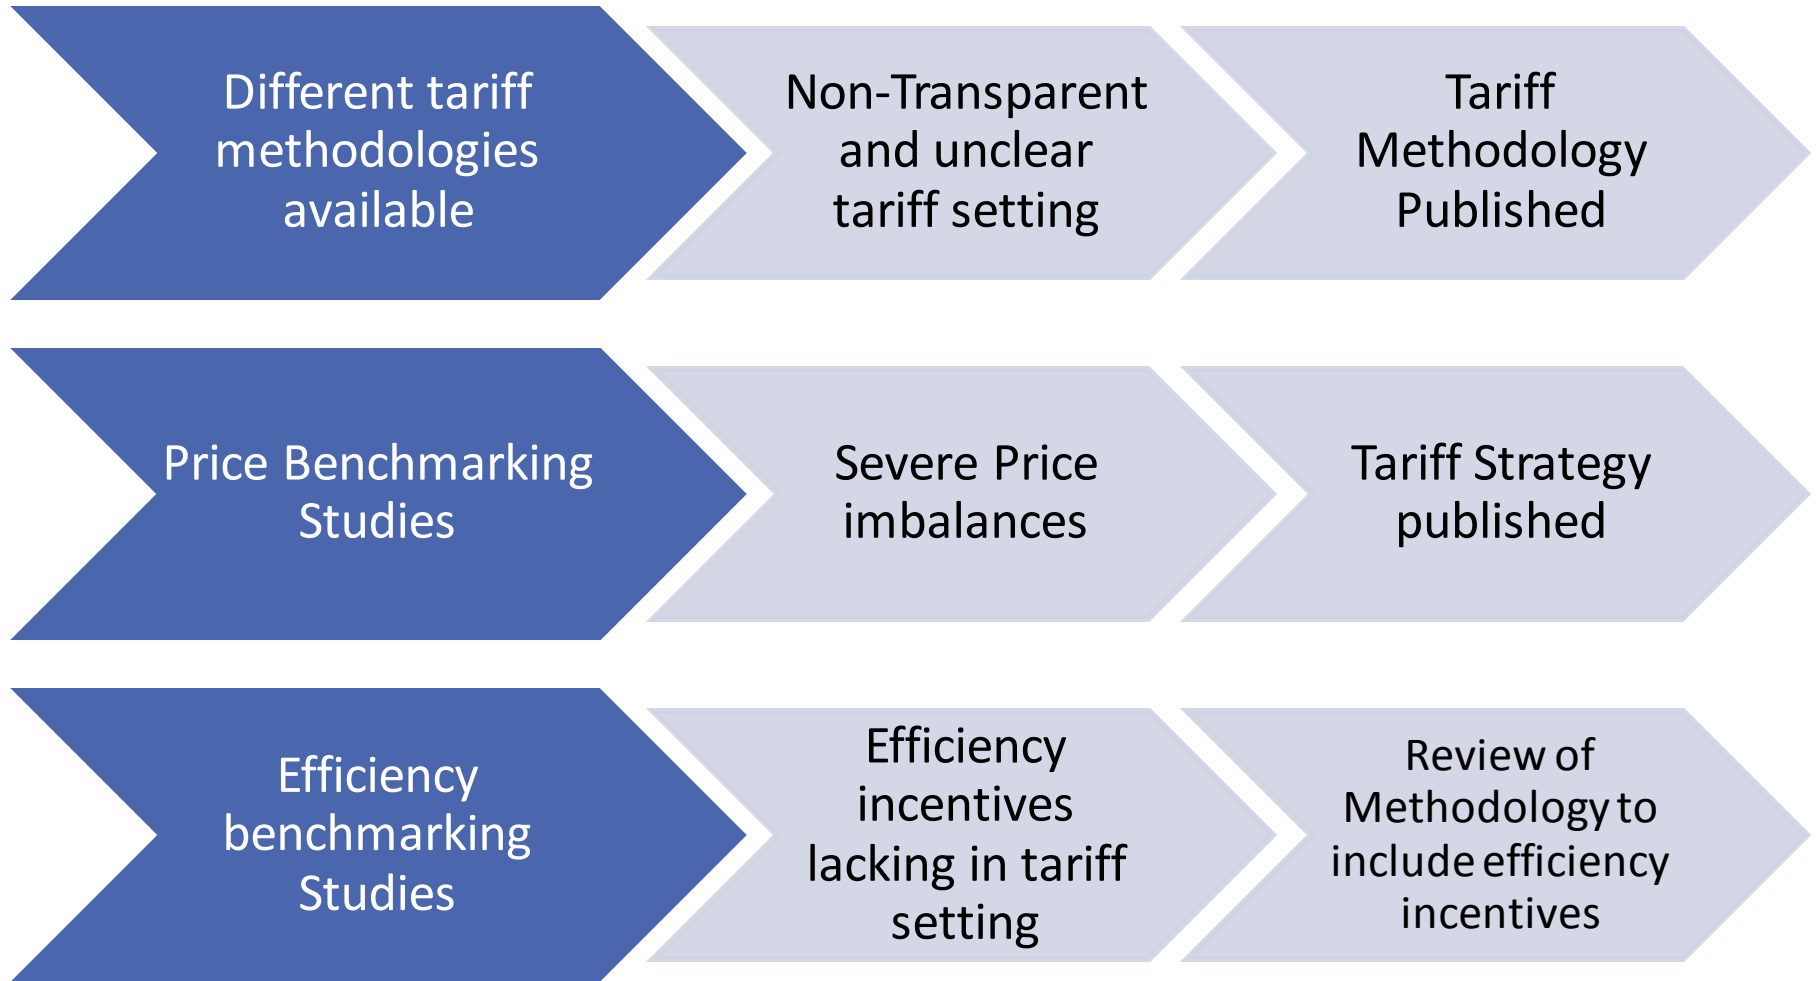 Different tariff
methodologies
available
Non-Transparent
and unclear
tariff setting
Tariff
Methodology
Published
Price Benchmarking
Studies
Severe Price
imbalances
Tariff Strategy
published
Efficiency
benchmarking
Studies
Efficiency
incentives
lacking in tariff
setting
Review of
Methodology to
include efficiency
incentives